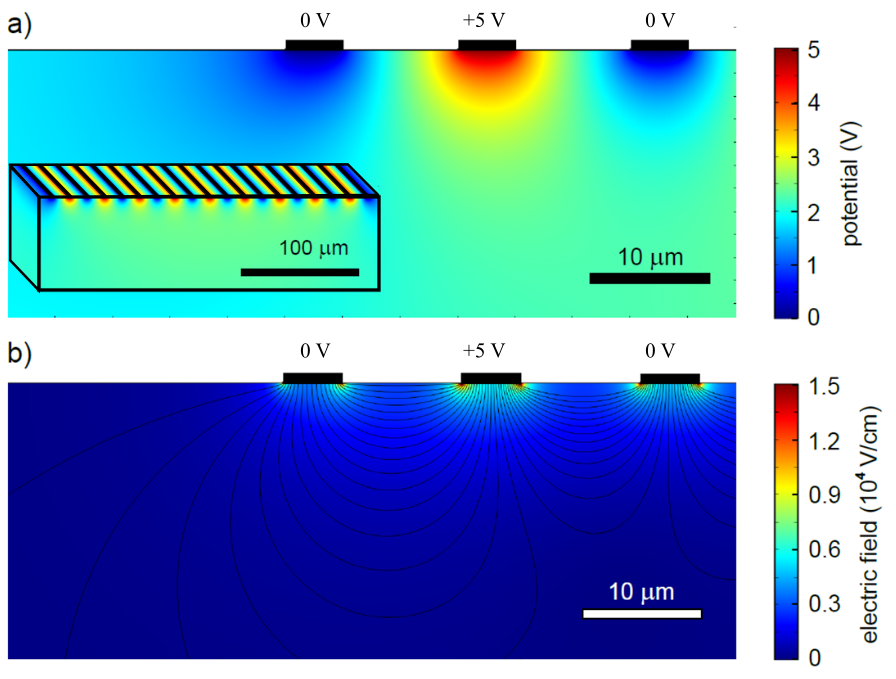 a)
0 V +5 V 0 V
5
4
3
2
1
0
potential (V)
100 μm
10 μm
b)
0 V +5 V 0 V
1.5
1.2
0.9
0.6
0.3
0
electric field (10⁴ V/cm)
10 μm